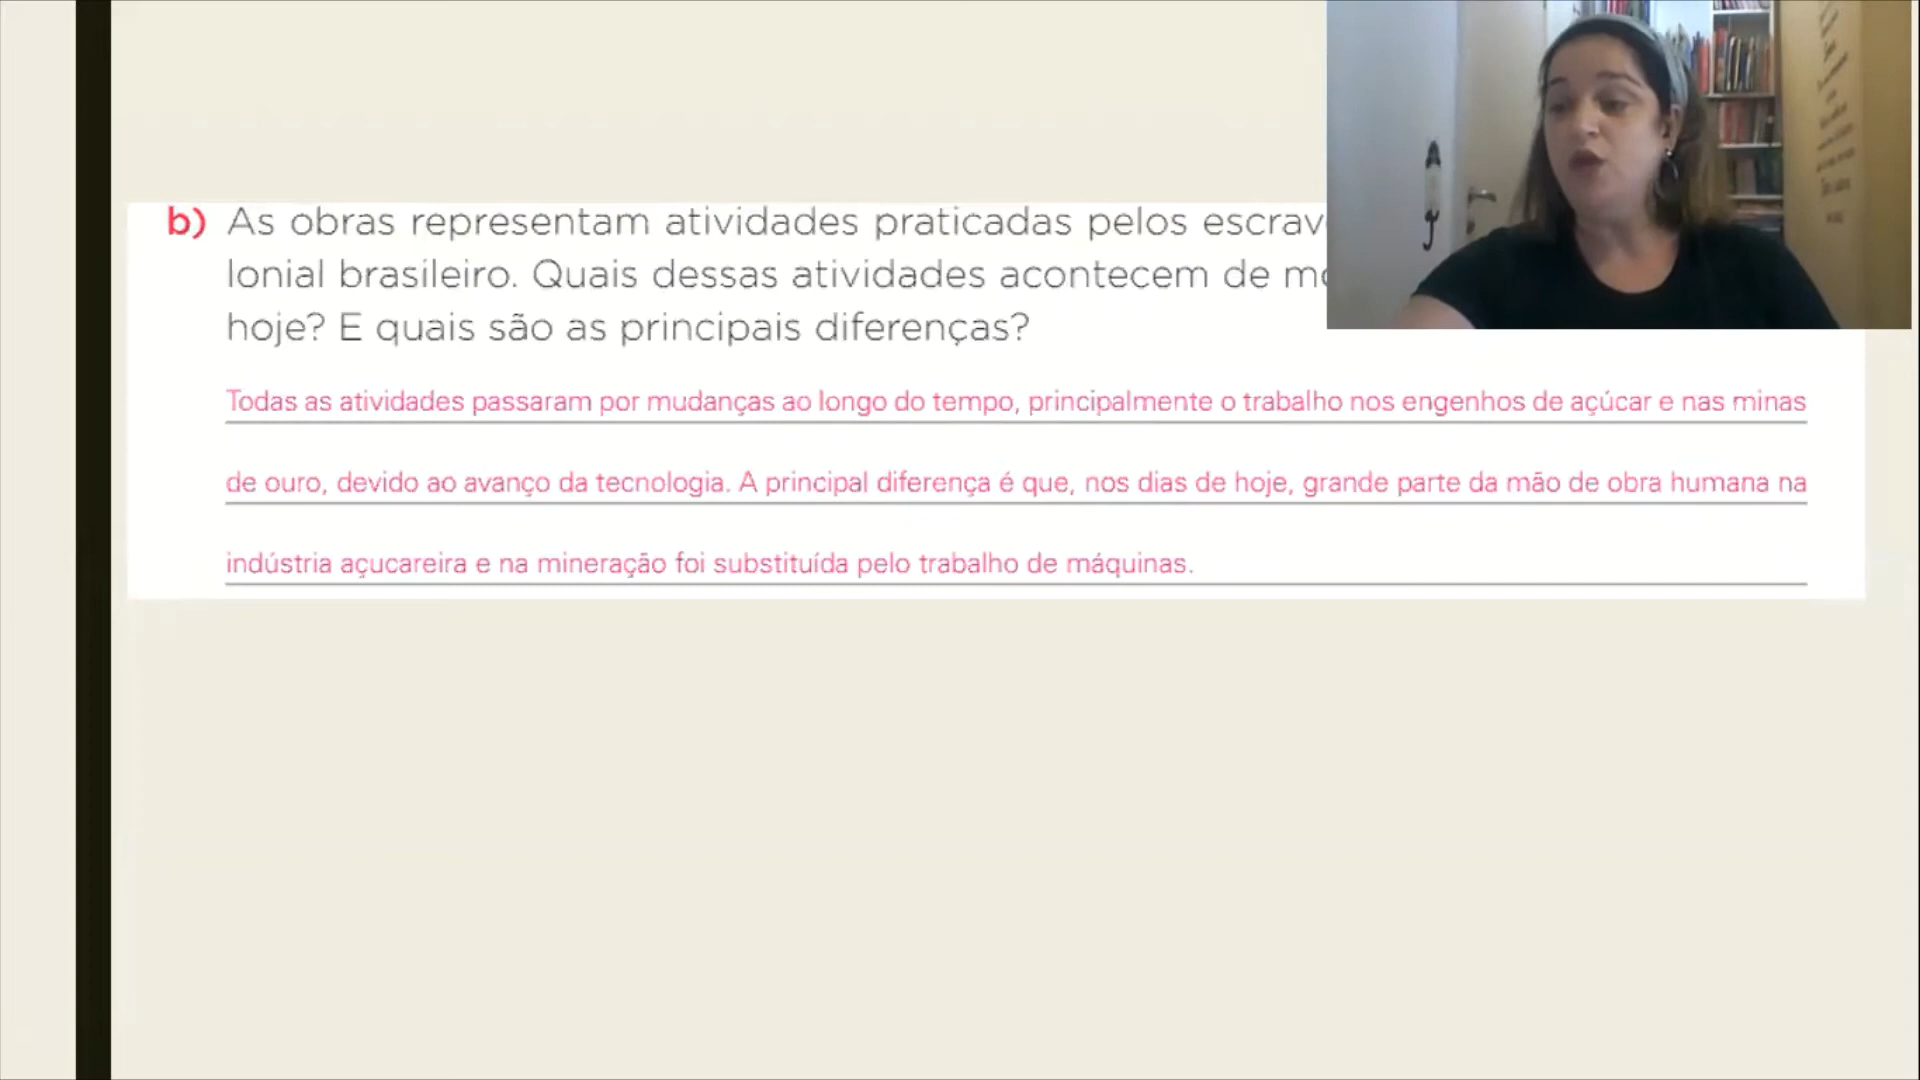 b) As obras representam atividades praticadas pelos
lonial brasileiro. Quais dessas atividades acontecem de
hoje? E quais são as principais diferenças?
Todas as atividades passaram por mudanças ao longo do tempo, principalmente o trabalho nos engenhos de açúcar e nas minas
de ouro, devido ao avanço da tecnologia. A principal diferença é que, nos dias de hoje, grande parte da mão de obra humana na
indústria açucareira e na mineração foi substituída pelo trabalho de máquinas.